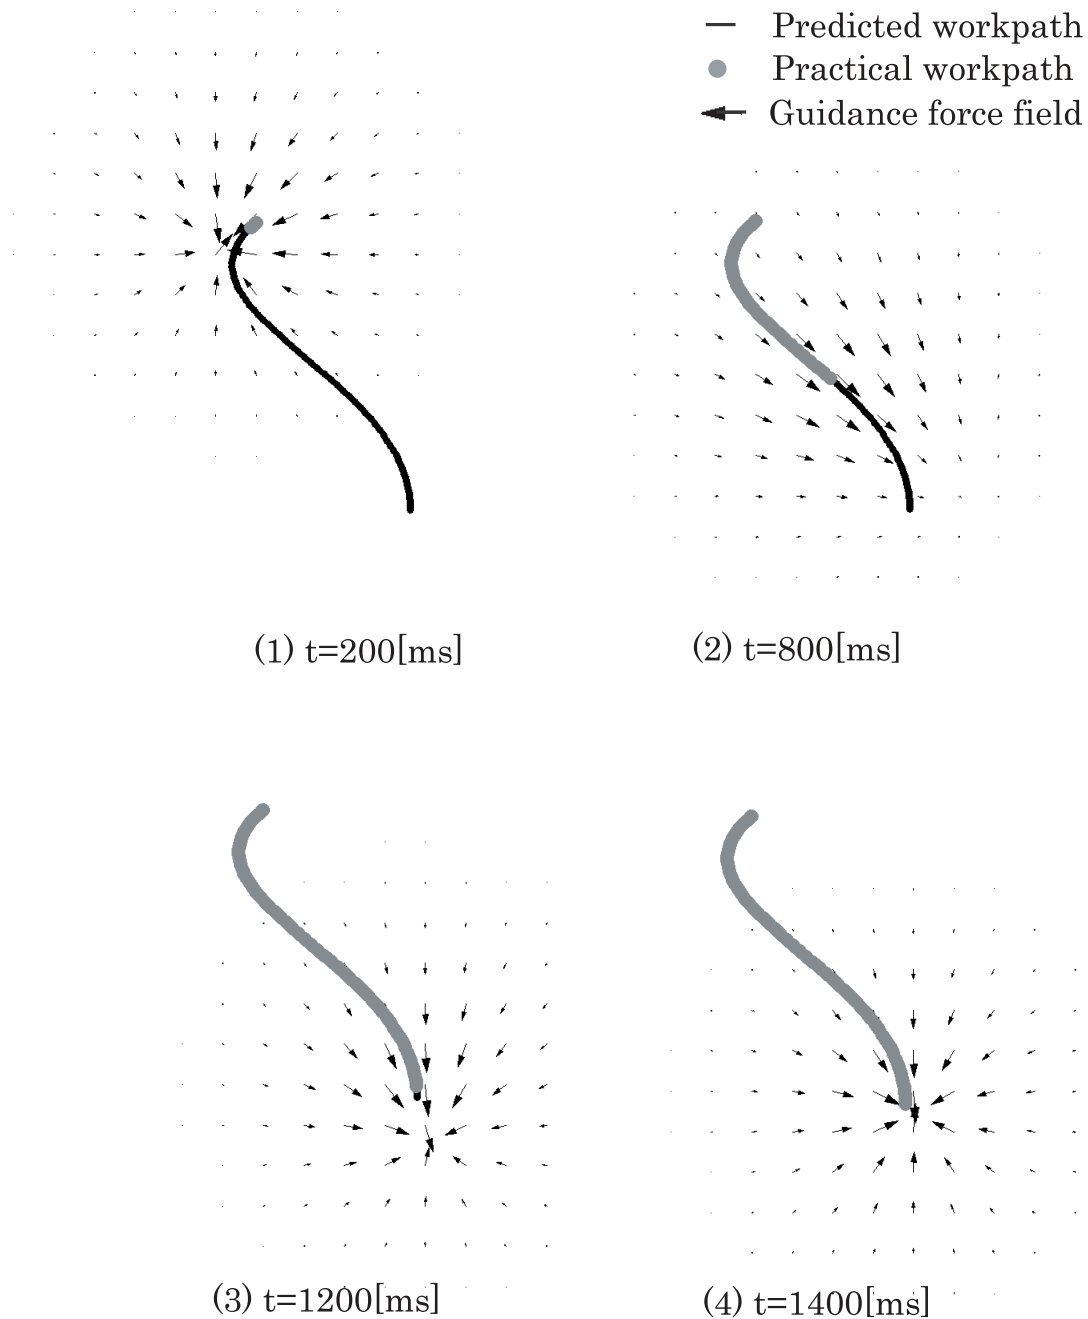 Predicted workpath
Practical workpath
Guidance force field
(1) t=200[ms]
(2) t=800[ms]
(3) t=1200[ms]
(4) t=1400[ms]